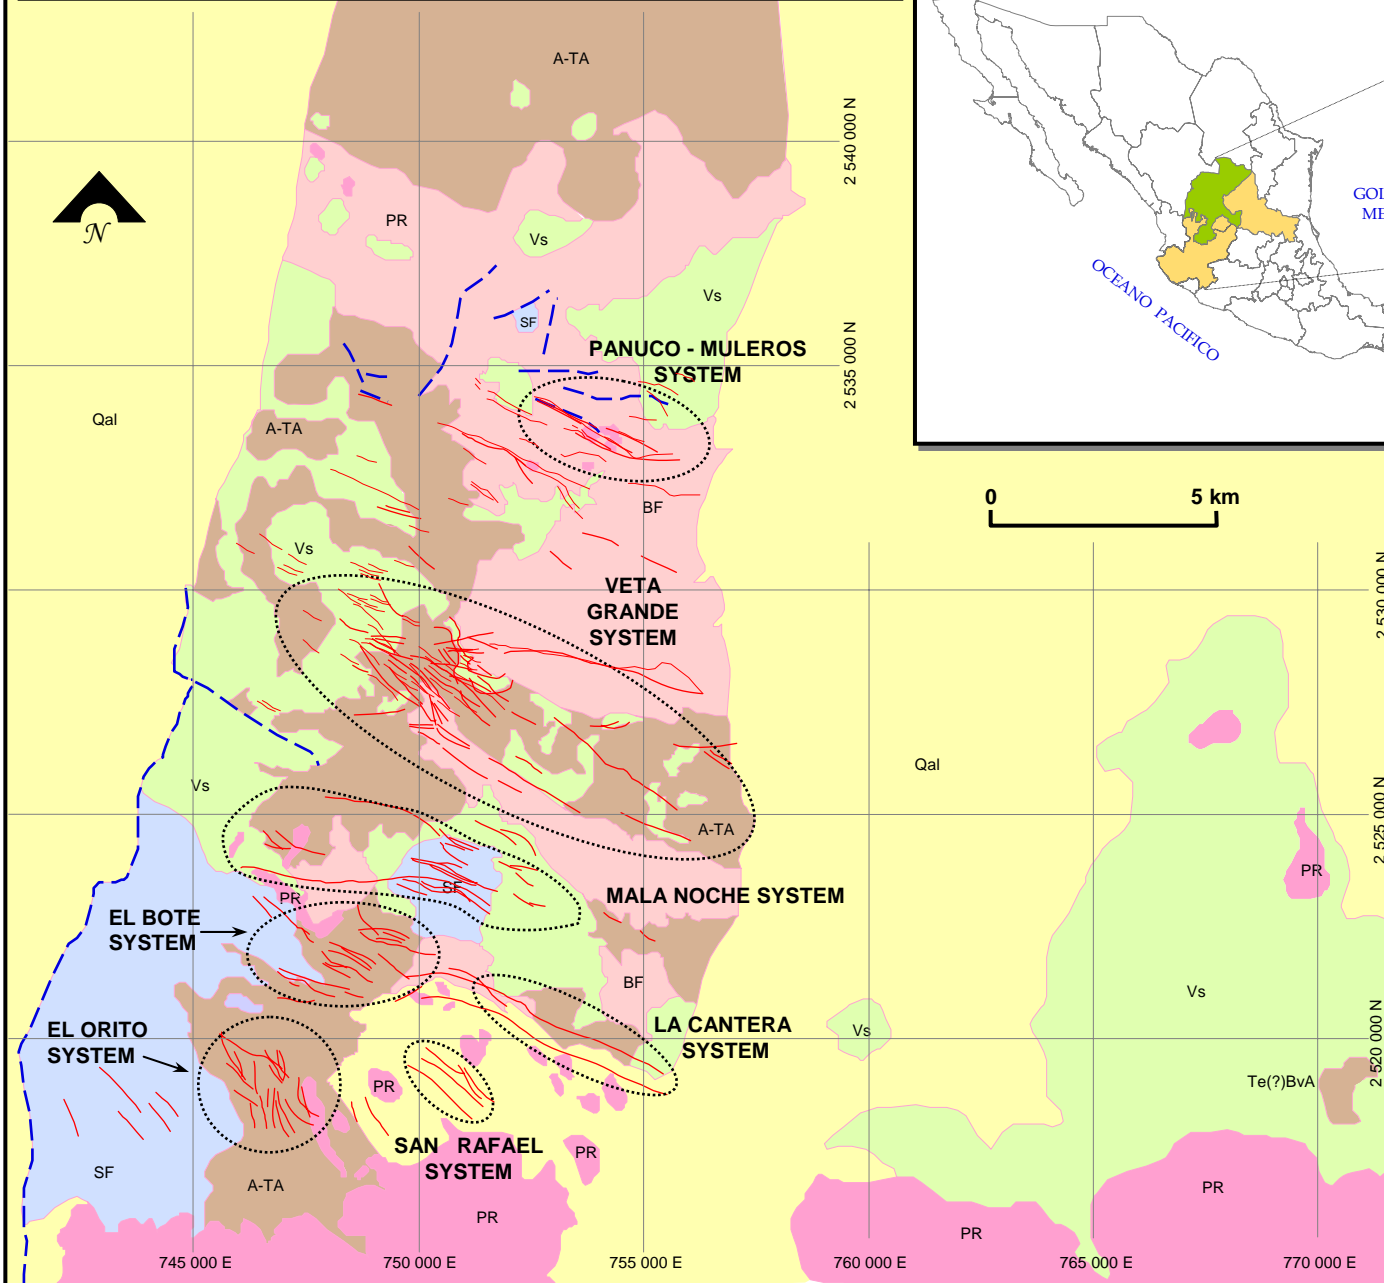 A-TA
2 540 000 N
N
PR
Vs
Vs
SF
OCEANO PACIFICO
PANUCO - MULEROS
SYSTEM
2 535 000 N
Qal
A-TA
BF
0 5 km
Vs
VETA
GRANDE
SYSTEM
2 530 000 N
Vs
Qal
A-TA
2 525 000 N
SF
PR
PR
MALA NOCHE SYSTEM
EL BOTE
SYSTEM
BF
Vs
EL ORITO
SYSTEM
LA CANTERA
SYSTEM
Vs
2 520 000 N
Te(?)BvA
PR
SAN RAFAEL
SYSTEM
PR
SF
A-TA
PR
PR
PR
745 000 E
750 000 E
755 000 E
760 000 E
765 000 E
770 000 E